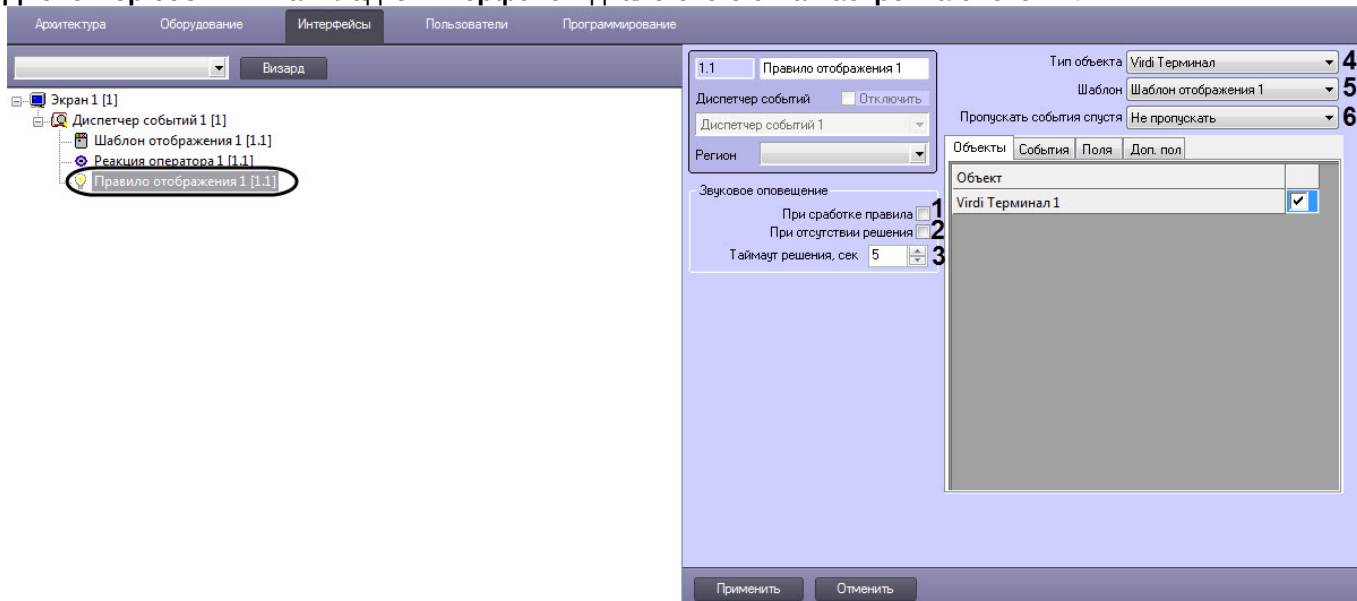 Архитектура Оборудование Интерфейсы Пользователи Программирование
Визард
Экран 1 [1]
Диспетчер событий 1 [1]
Шаблон отображения 1 [1.1]
Реакция оператора 1 [1.1]
Правило отображения 1 [1.1]
1.1 Правило отображения 1
Диспетчер событий Отключить
Диспетчер событий 1
Регион
Звуковое оповещение
При сработке правила 1
При отсутствии решения 2
Таймаут решения, сек 5 3
Тип объекта Virdi Терминал 4
Шаблон Шаблон отображения 1 5
Пропускать события спустя Не пропускать 6
Объекты События Поля Доп. пол
Объект
Virdi Терминал 1
Применить Отменить